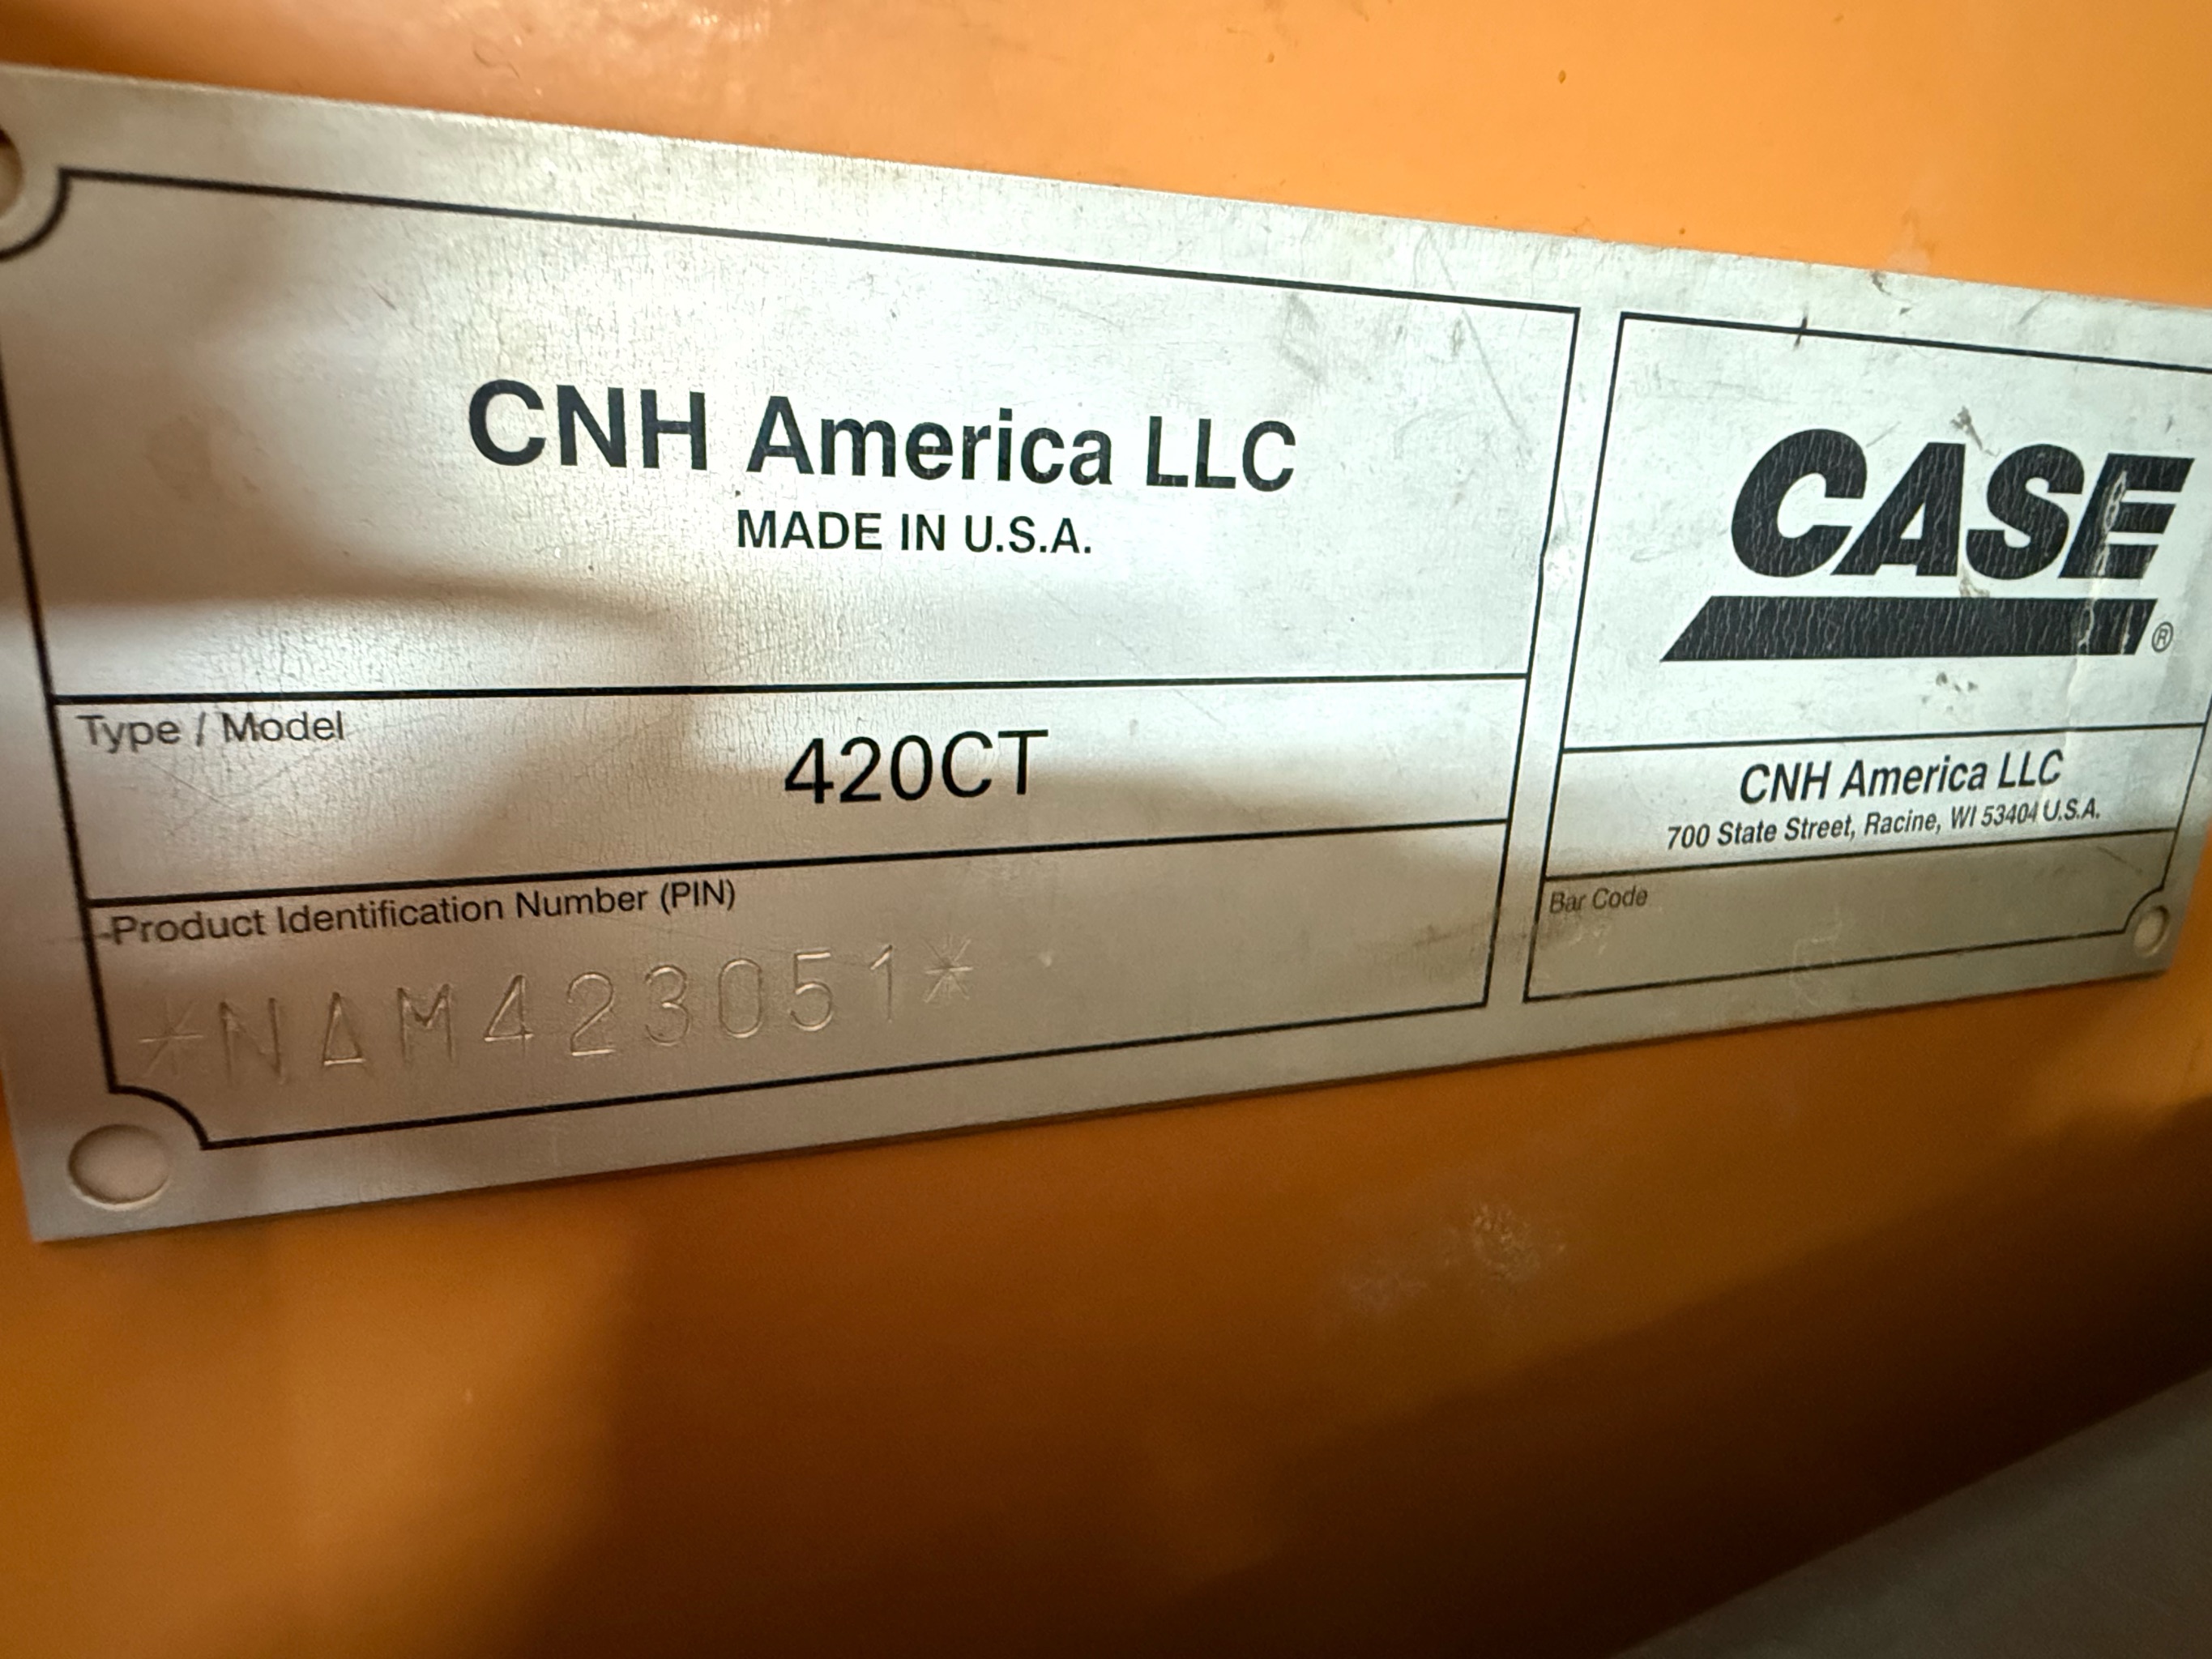 CNH America LLC
MADE IN U.S.A.
Type / Model
420CT
Product Identification Number (PIN)
*NAM423051*
CASE
®
CNH America LLC
700 State Street, Racine, WI 53404 U.S.A.
Bar Code